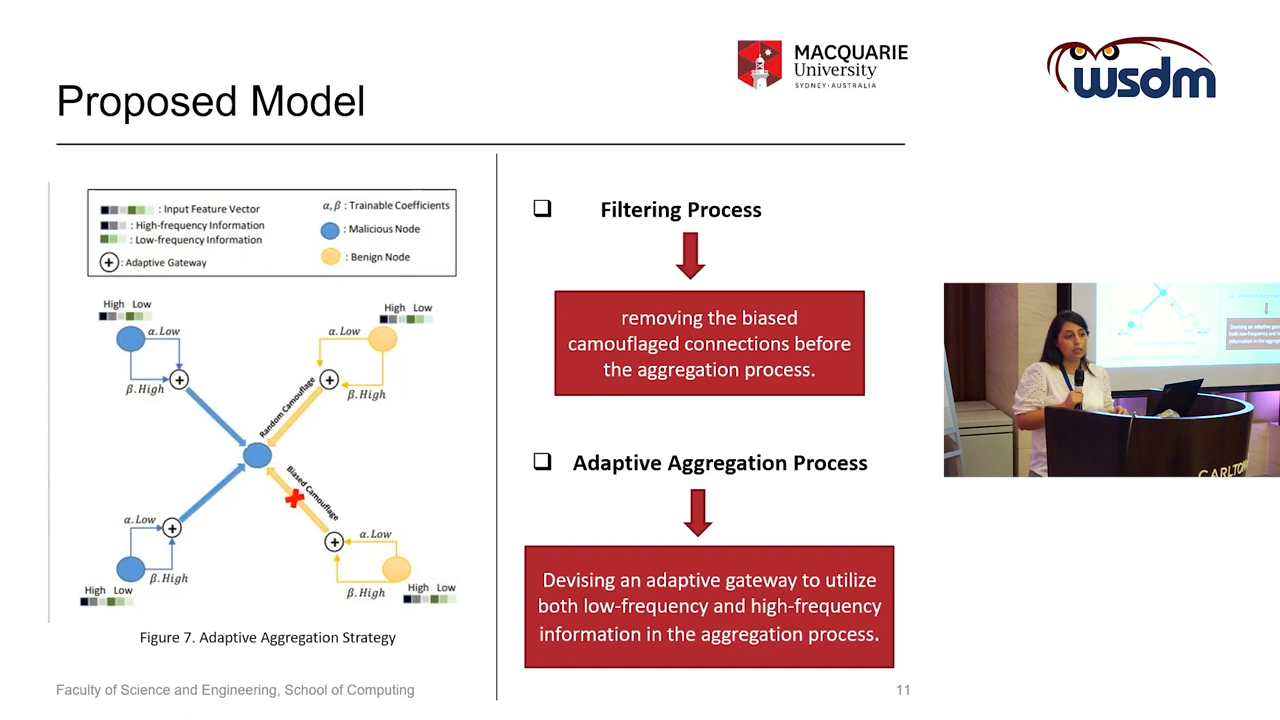 MACQUARIE
University
SYDNEY·AUSTRALIA
wsdm
Proposed Model
: Input Feature Vector
: High-frequency Information
: Low-frequency Information
+ : Adaptive Gateway
α, β : Trainable Coefficients
: Malicious Node
: Benign Node
High Low
α.Low
β.High
High Low
α.Low
β.High
Random Camouflage
Biased Camouflage
α.Low
β.High
High Low
α.Low
β.High
High Low
Figure 7. Adaptive Aggregation Strategy
❑ Filtering Process
removing the biased
camouflaged connections before
the aggregation process.
❑ Adaptive Aggregation Process
Devising an adaptive gateway to utilize
both low-frequency and high-frequency
information in the aggregation process.
Devising an adaptive
CARLTO
Faculty of Science and Engineering, School of Computing
11